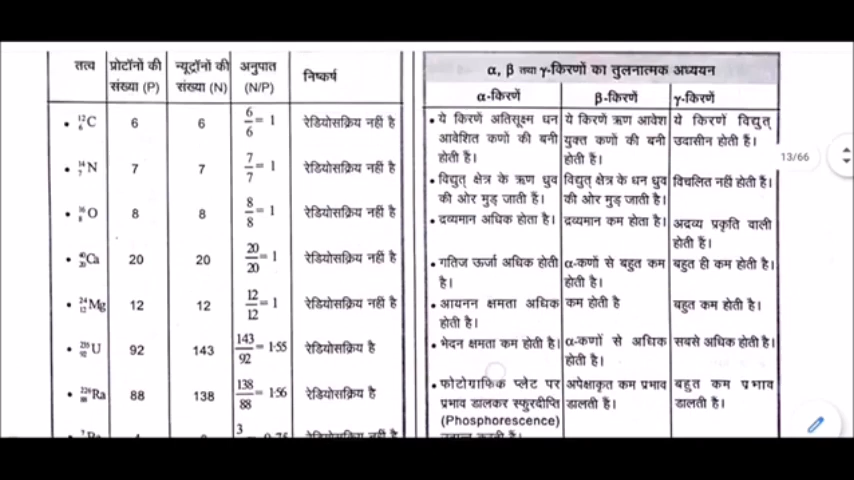 तत्व प्रोटॉनों की संख्या (P) न्यूट्रॉनों की संख्या (N) अनुपात (N/P) निष्कर्ष
• ¹²₆C 6 6 6/6 = 1 रेडियोसक्रिय नहीं है
• ¹⁴₇N 7 7 7/7 = 1 रेडियोसक्रिय नहीं है
• ¹⁶₈O 8 8 8/8 = 1 रेडियोसक्रिय नहीं है
• ⁴⁰₂₀Ca 20 20 20/20 = 1 रेडियोसक्रिय नहीं है
• ²⁴₁₂Mg 12 12 12/12 = 1 रेडियोसक्रिय नहीं है
• ²³⁵₉₂U 92 143 143/92 = 1·55 रेडियोसक्रिय है
• ²²⁶₈₈Ra 88 138 138/88 = 1·56 रेडियोसक्रिय है
α, β तथा γ-किरणों का तुलनात्मक अध्ययन
α-किरणें β-किरणें γ-किरणें
• ये किरणें अतिसूक्ष्म धन ये किरणें ऋण आवेश ये किरणें विद्युत्
आवेशित कणों की बनी युक्त कणों की बनी उदासीन होती हैं।
होती हैं। होती हैं।
• विद्युत् क्षेत्र के ऋण ध्रुव विद्युत् क्षेत्र के धन ध्रुव विचलित नहीं होती हैं।
की ओर मुड़ जाती हैं। की ओर मुड़ जाती है।
• द्रव्यमान अधिक होता है। द्रव्यमान कम होता है। अद्रव्य प्रकृति वाली
होती हैं।
• गतिज ऊर्जा अधिक होती α-कणों से बहुत कम बहुत ही कम होती है।
है। होती है।
• आयनन क्षमता अधिक कम होती है बहुत कम होती है।
होती है।
• भेदन क्षमता कम होती है। α-कणों से अधिक सबसे अधिक होती है।
होती है।
• फोटोग्राफिक प्लेट पर अपेक्षाकृत कम प्रभाव बहुत कम प्रभाव
प्रभाव डालकर स्फुरदीप्ति डालती हैं। डालती है।
(Phosphorescence)
13/66